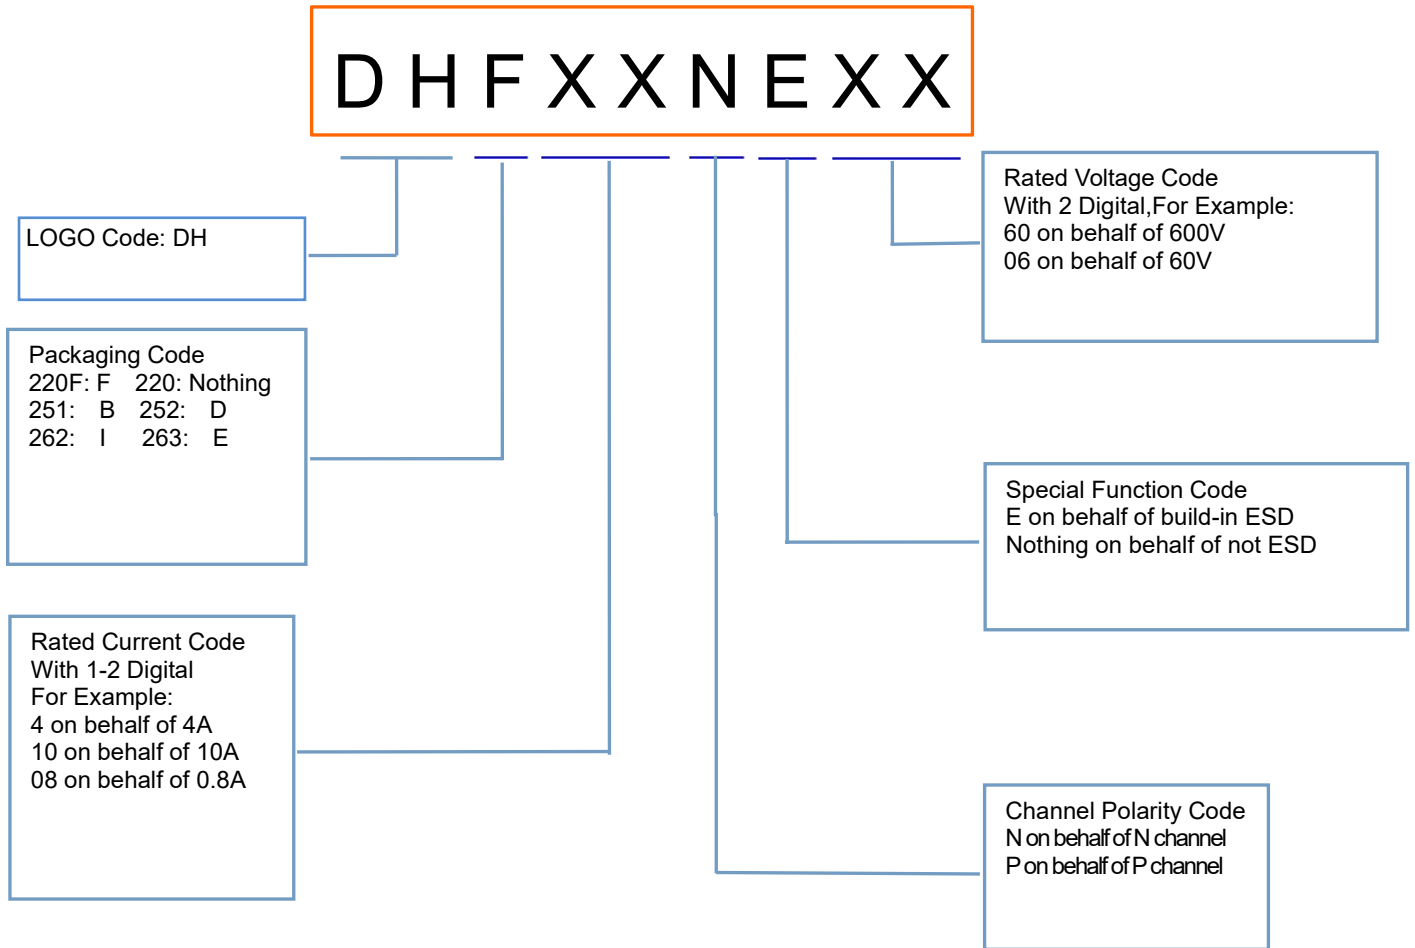 D H F X X N E X X
LOGO Code: DH
Packaging Code
220F: F 220: Nothing
251: B 252: D
262: I 263: E
Rated Current Code
With 1-2 Digital
For Example:
4 on behalf of 4A
10 on behalf of 10A
08 on behalf of 0.8A
Rated Voltage Code
With 2 Digital,For Example:
60 on behalf of 600V
06 on behalf of 60V
Special Function Code
E on behalf of build-in ESD
Nothing on behalf of not ESD
Channel Polarity Code
N on behalf of N channel
P on behalf of P channel